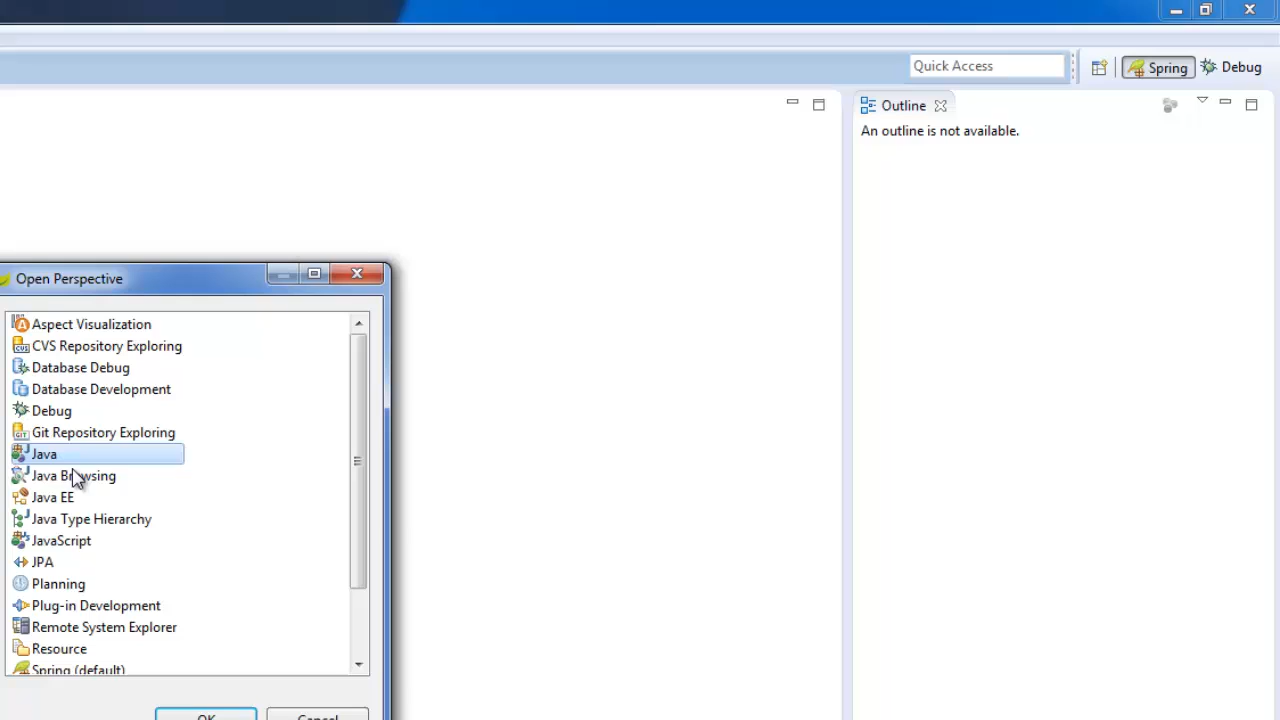 Quick Access
Spring
Debug
Outline
An outline is not available.
Open Perspective
Aspect Visualization
CVS Repository Exploring
Database Debug
Database Development
Debug
Git Repository Exploring
Java
Java Browsing
Java EE
Java Type Hierarchy
JavaScript
JPA
Planning
Plug-in Development
Remote System Explorer
Resource
Spring (default)
OK Cancel